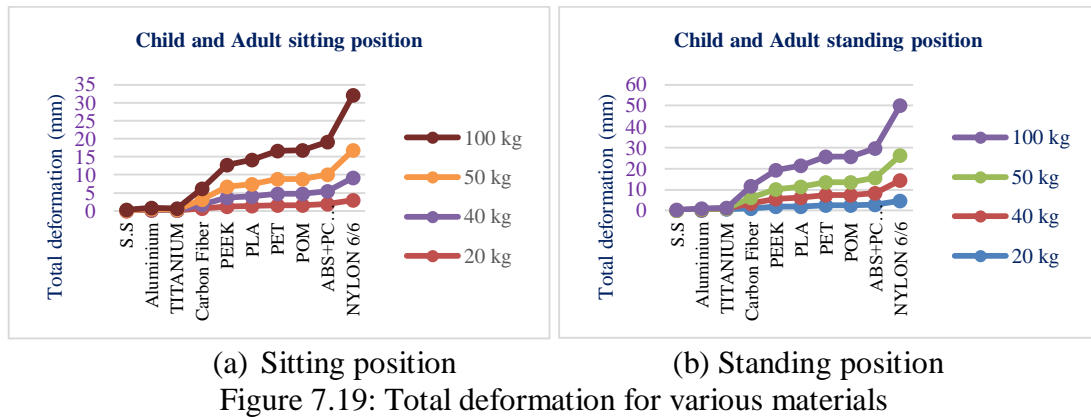 Child and Adult sitting position
Total deformation (mm)
35
30
25
20
15
10
5
0
S.S
Aluminium
TITANIUM
Carbon Fiber
PEEK
PLA
PET
POM
ABS+PC…
NYLON 6/6
100 kg
50 kg
40 kg
20 kg
(a) Sitting position
Child and Adult standing position
Total deformation (mm)
60
50
40
30
20
10
0
S.S
Aluminium
TITANIUM
Carbon Fiber
PEEK
PLA
PET
POM
ABS+PC…
NYLON 6/6
100 kg
50 kg
40 kg
20 kg
(b) Standing position
Figure 7.19: Total deformation for various materials